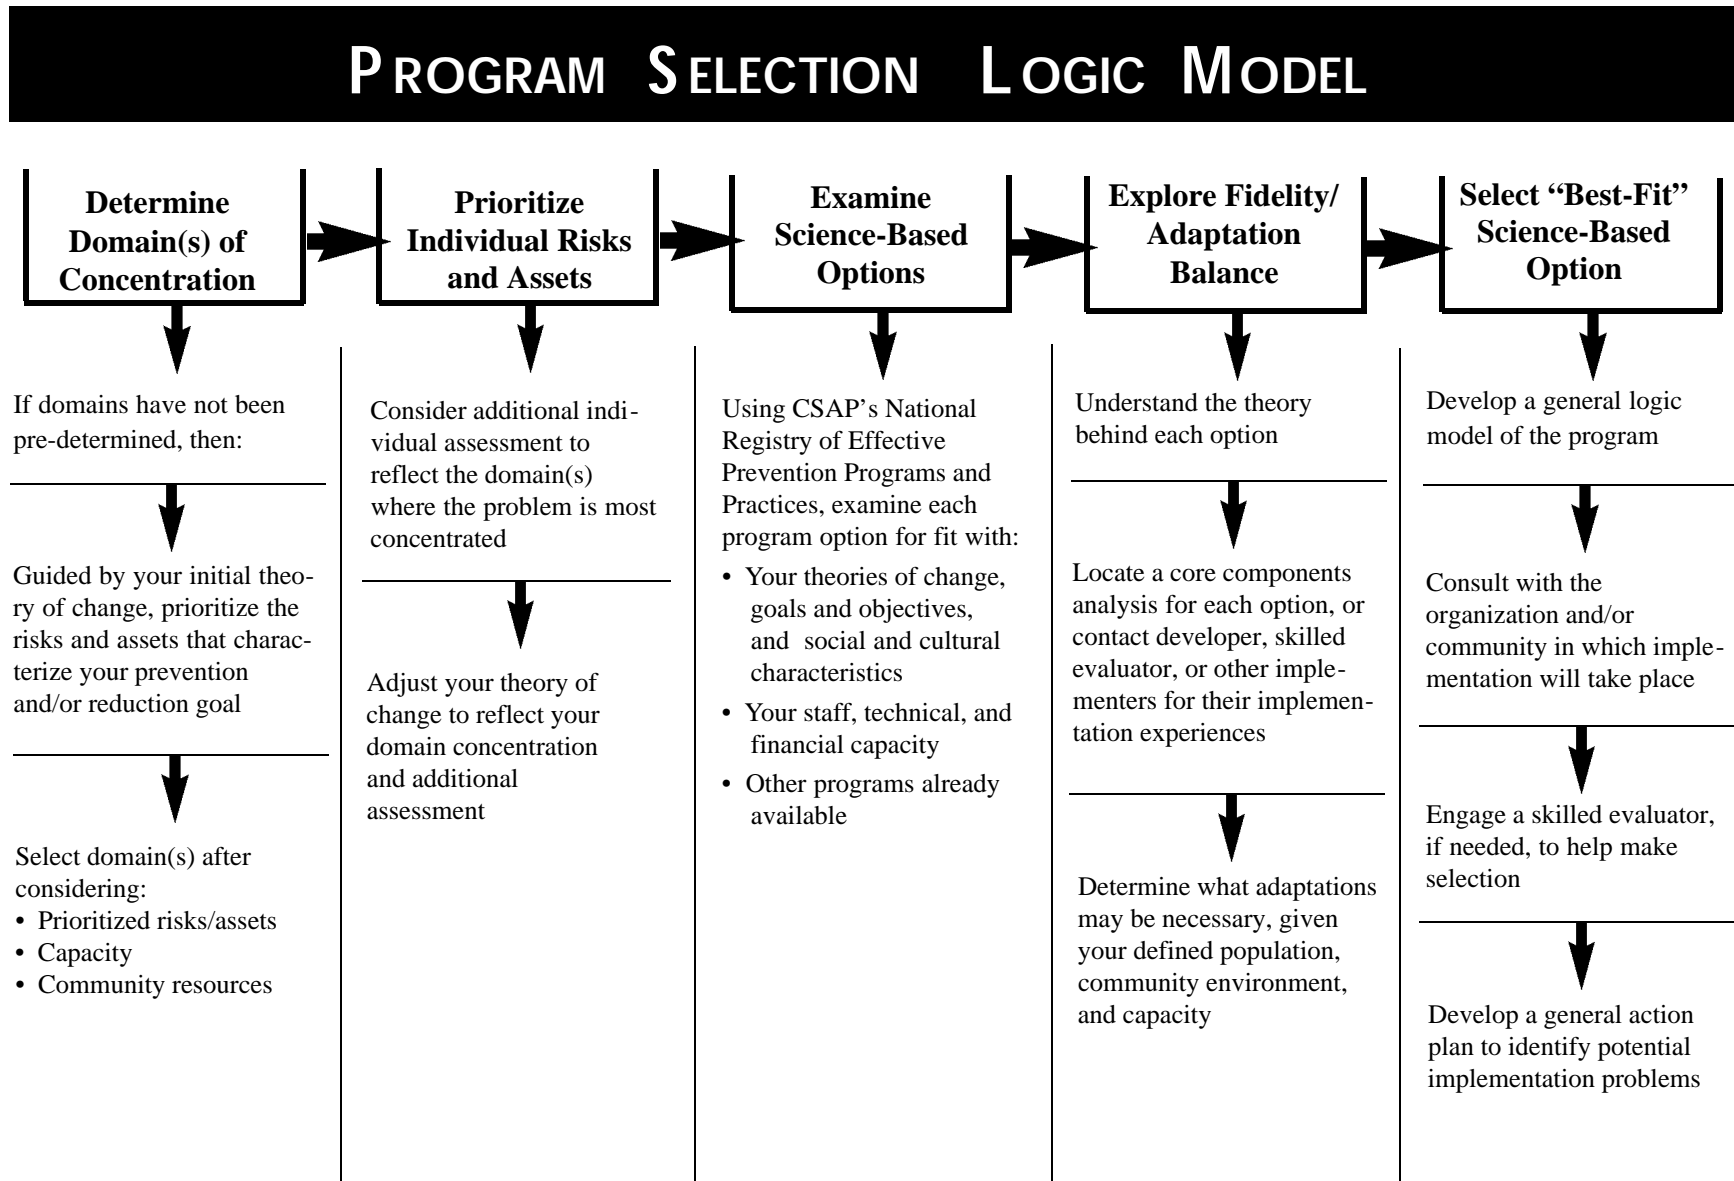 PROGRAM SELECTION LOGIC MODEL
Determine
Domain(s) of
Concentration
If domains have not been
pre-determined, then:
Guided by your initial theo-
ry of change, prioritize the
risks and assets that charac-
terize your prevention
and/or reduction goal
Select domain(s) after
considering:
• Prioritized risks/assets
• Capacity
• Community resources
Prioritize
Individual Risks
and Assets
Consider additional indi-
vidual assessment to
reflect the domain(s)
where the problem is most
concentrated
Adjust your theory of
change to reflect your
domain concentration
and additional
assessment
Examine
Science-Based
Options
Using CSAP's National
Registry of Effective
Prevention Programs and
Practices, examine each
program option for fit with:
• Your theories of change,
goals and objectives,
and social and cultural
characteristics
• Your staff, technical, and
financial capacity
• Other programs already
available
Explore Fidelity/
Adaptation
Balance
Understand the theory
behind each option
Locate a core components
analysis for each option, or
contact developer, skilled
evaluator, or other imple-
menters for their implemen-
tation experiences
Determine what adaptations
may be necessary, given
your defined population,
community environment,
and capacity
Select “Best-Fit”
Science-Based
Option
Develop a general logic
model of the program
Consult with the
organization and/or
community in which imple-
mentation will take place
Engage a skilled evaluator,
if needed, to help make
selection
Develop a general action
plan to identify potential
implementation problems